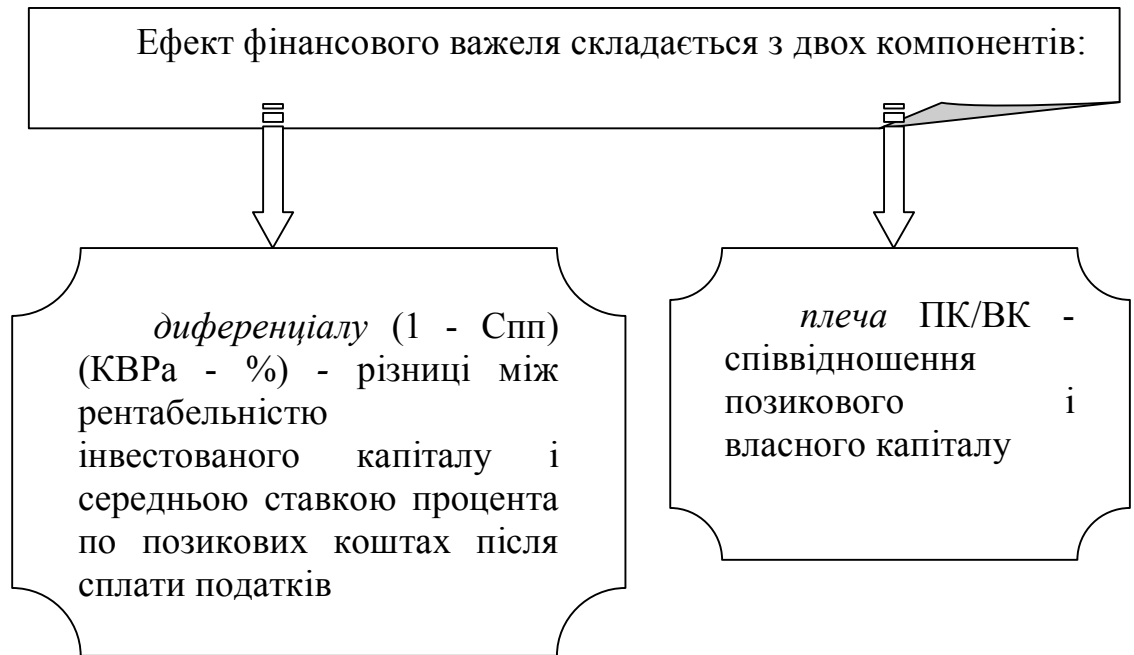 Ефект фінансового важеля складається з двох компонентів:
диференціалу (1 - Спп)
(КВРа - %) - різниці між
рентабельністю
інвестованого капіталу і
середньою ставкою процента
по позикових коштах після
сплати податків
плеча ПК/ВК -
співвідношення
позикового і
власного капіталу